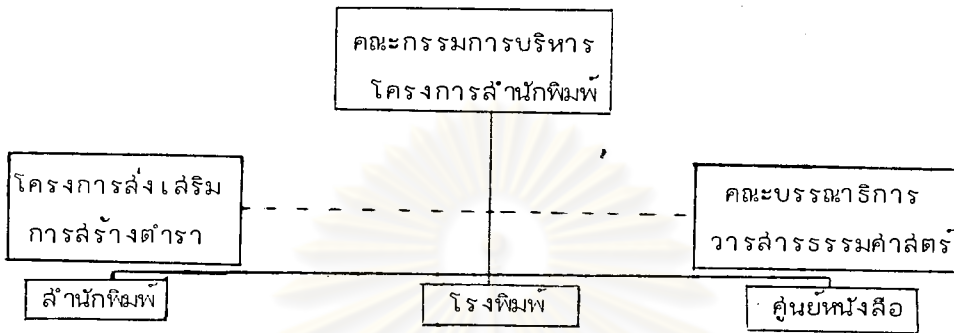 คณะกรรมการบริหาร
โครงการสำนักพิมพ์
โครงการส่งเสริม
การสร้างตำรา
คณะบรรณาธิการ
วารสารธรรมศาสตร์
สำนักพิมพ์
โรงพิมพ์
ศูนย์หนังสือ